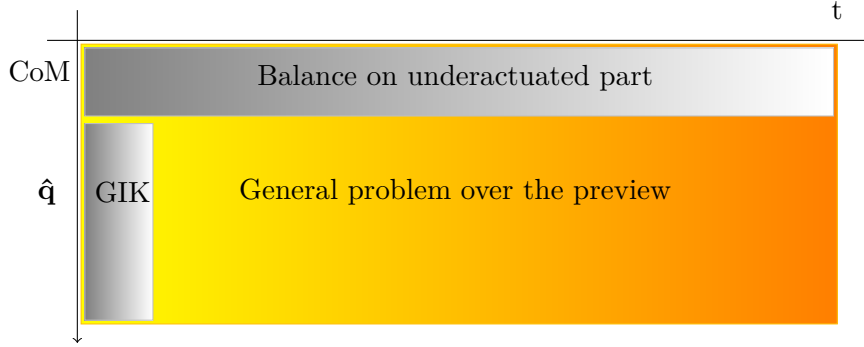 t
CoM
Balance on underactuated part
q̂
GIK
General problem over the preview